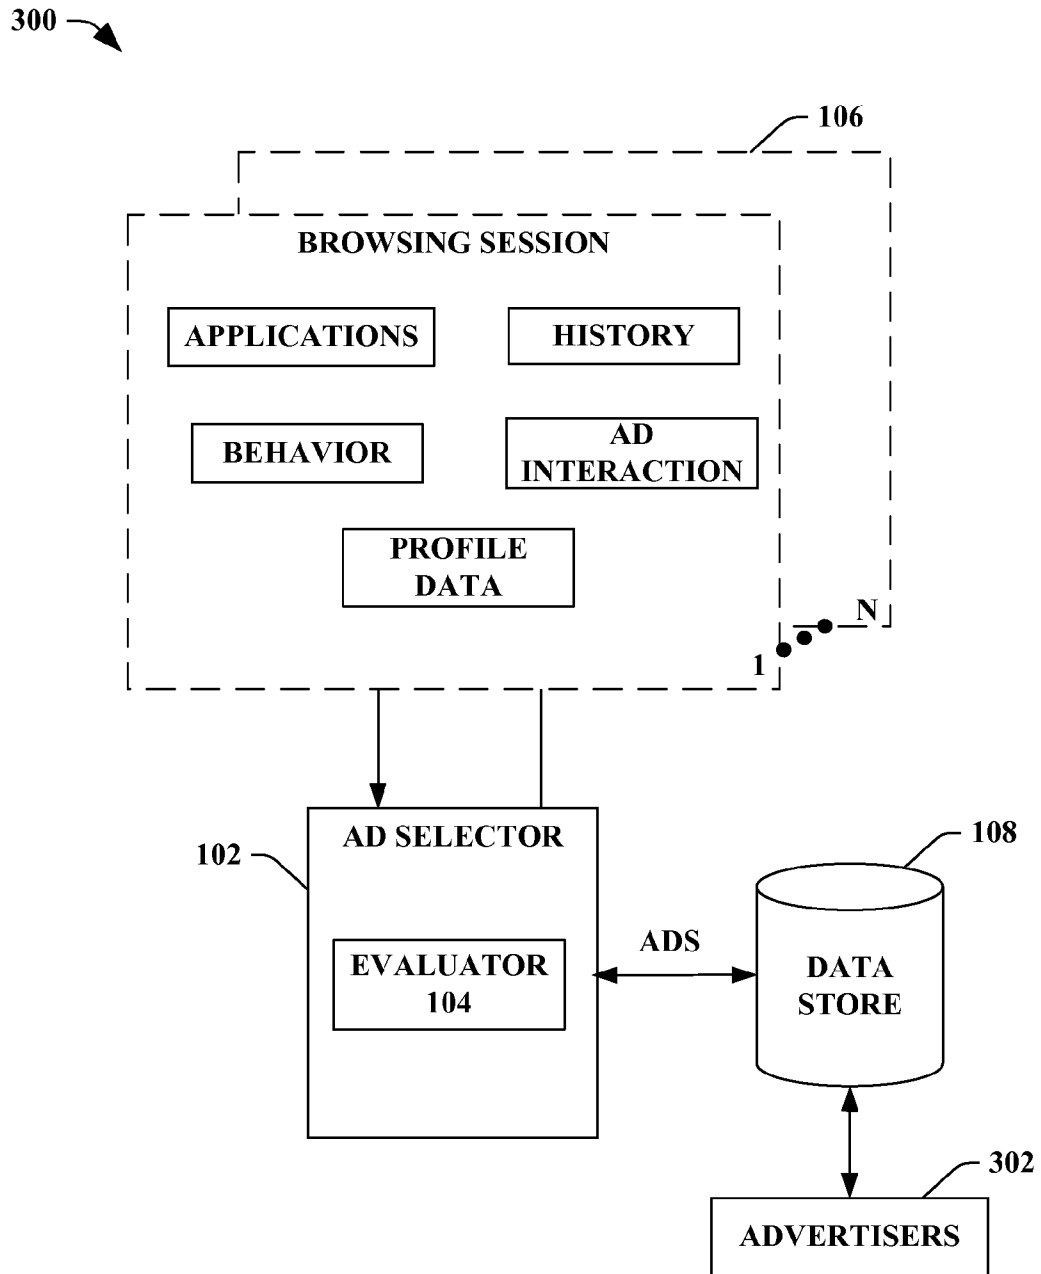 300
106
BROWSING SESSION
APPLICATIONS
HISTORY
BEHAVIOR
AD
INTERACTION
PROFILE
DATA
N
1
AD SELECTOR
102
108
EVALUATOR
104
ADS
DATA
STORE
302
ADVERTISERS